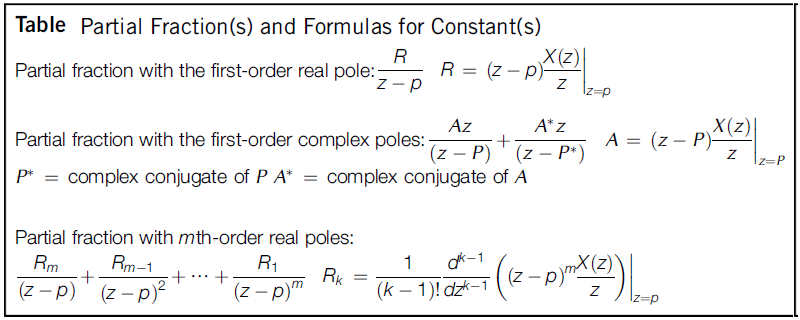 Table Partial Fraction(s) and Formulas for Constant(s)
Partial fraction with the first-order real pole: $\frac{R}{z-p}$ $R = (z-p)\frac{X(z)}{z}\Big|_{z=p}$
Partial fraction with the first-order complex poles: $\frac{Az}{(z-P)} + \frac{A^*z}{(z-P^*)}$ $A = (z-P)\frac{X(z)}{z}\Big|_{z=P}$
$P^*$ = complex conjugate of $P$ $A^*$ = complex conjugate of $A$
Partial fraction with $m$th-order real poles:
$\frac{R_m}{(z-p)} + \frac{R_{m-1}}{(z-p)^2} + \cdots + \frac{R_1}{(z-p)^m}$ $R_k = \frac{1}{(k-1)!}\frac{d^{k-1}}{dz^{k-1}}\left((z-p)^m\frac{X(z)}{z}\right)\Big|_{z=p}$